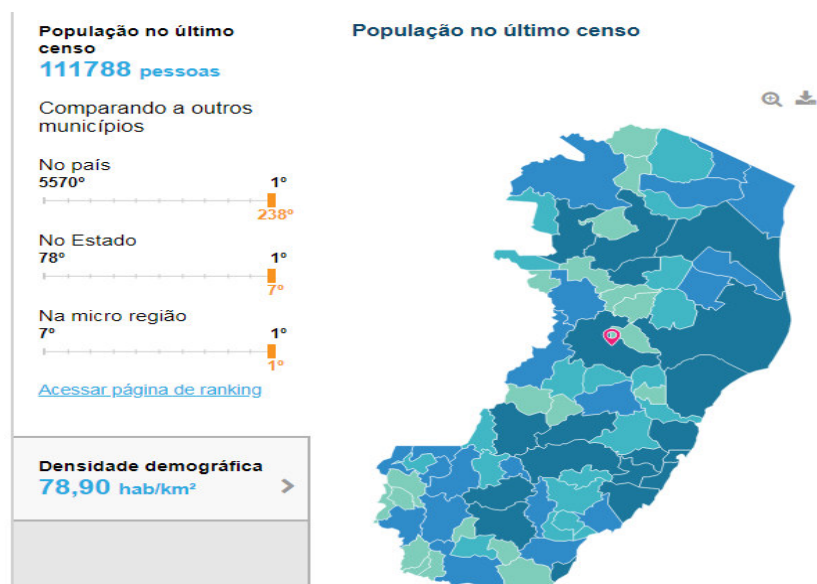 População no último
censo
111788 pessoas
Comparando a outros
municípios
No país
5570º 1º
238º
No Estado
78º 1º
7º
Na micro região
7º 1º
1º
Acessar página de ranking
Densidade demográfica
78,90 hab/km²
População no último censo